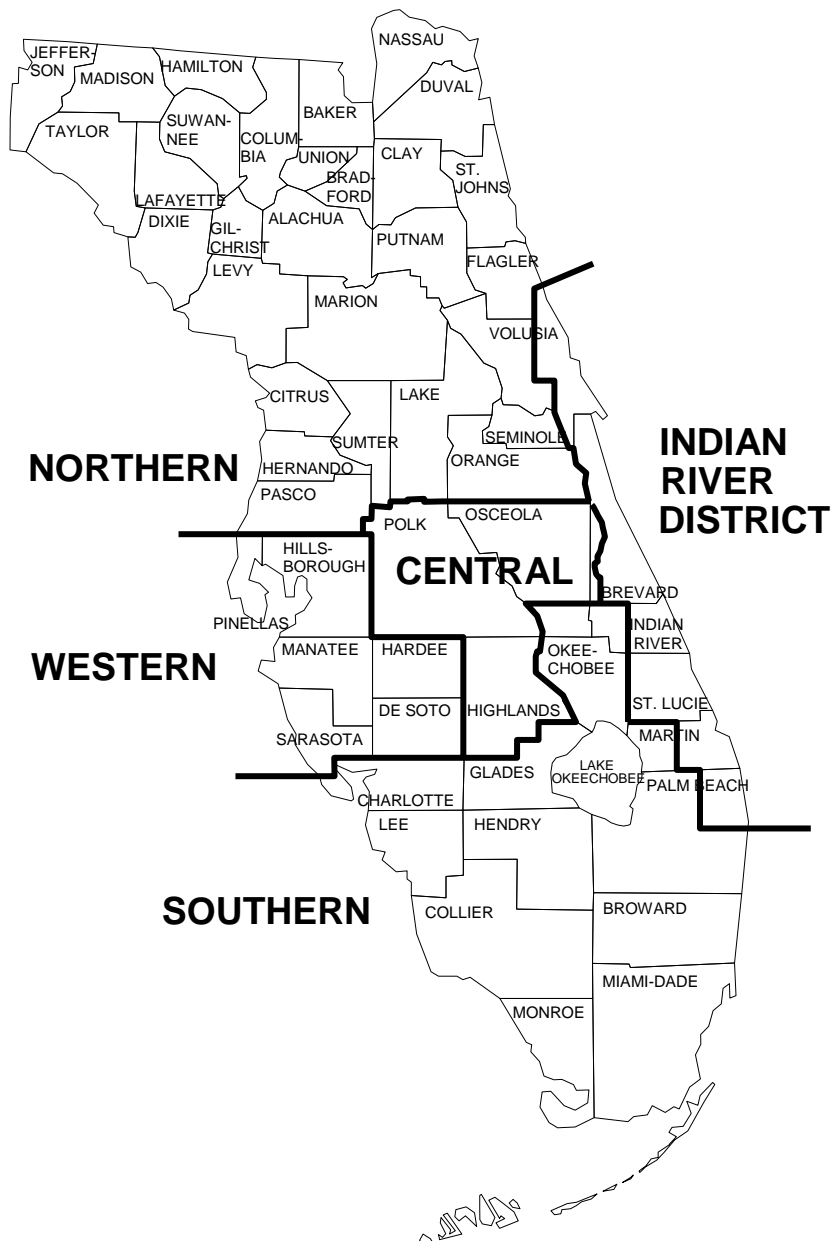 NASSAU
JEFFER-
SON
MADISON
HAMILTON
DUVAL
BAKER
TAYLOR
SUWAN-
NEE
COLUM-
BIA
UNION
BRAD-
FORD
CLAY
ST.
JOHNS
LAFAYETTE
DIXIE
GIL-
CHRIST
ALACHUA
PUTNAM
FLAGLER
LEVY
MARION
VOLUSIA
CITRUS
LAKE
SUMTER
SEMINOLE
ORANGE
HERNANDO
PASCO
NORTHERN
INDIAN
RIVER
DISTRICT
POLK
OSCEOLA
HILLS-
BOROUGH
CENTRAL
PINELLAS
BREVARD
INDIAN
RIVER
WESTERN
MANATEE
HARDEE
OKEE-
CHOBEE
DE SOTO
HIGHLANDS
ST. LUCIE
SARASOTA
MARTIN
GLADES
LAKE
OKEECHOBEE
PALM BEACH
CHARLOTTE
LEE
HENDRY
SOUTHERN
COLLIER
BROWARD
MIAMI-DADE
MONROE